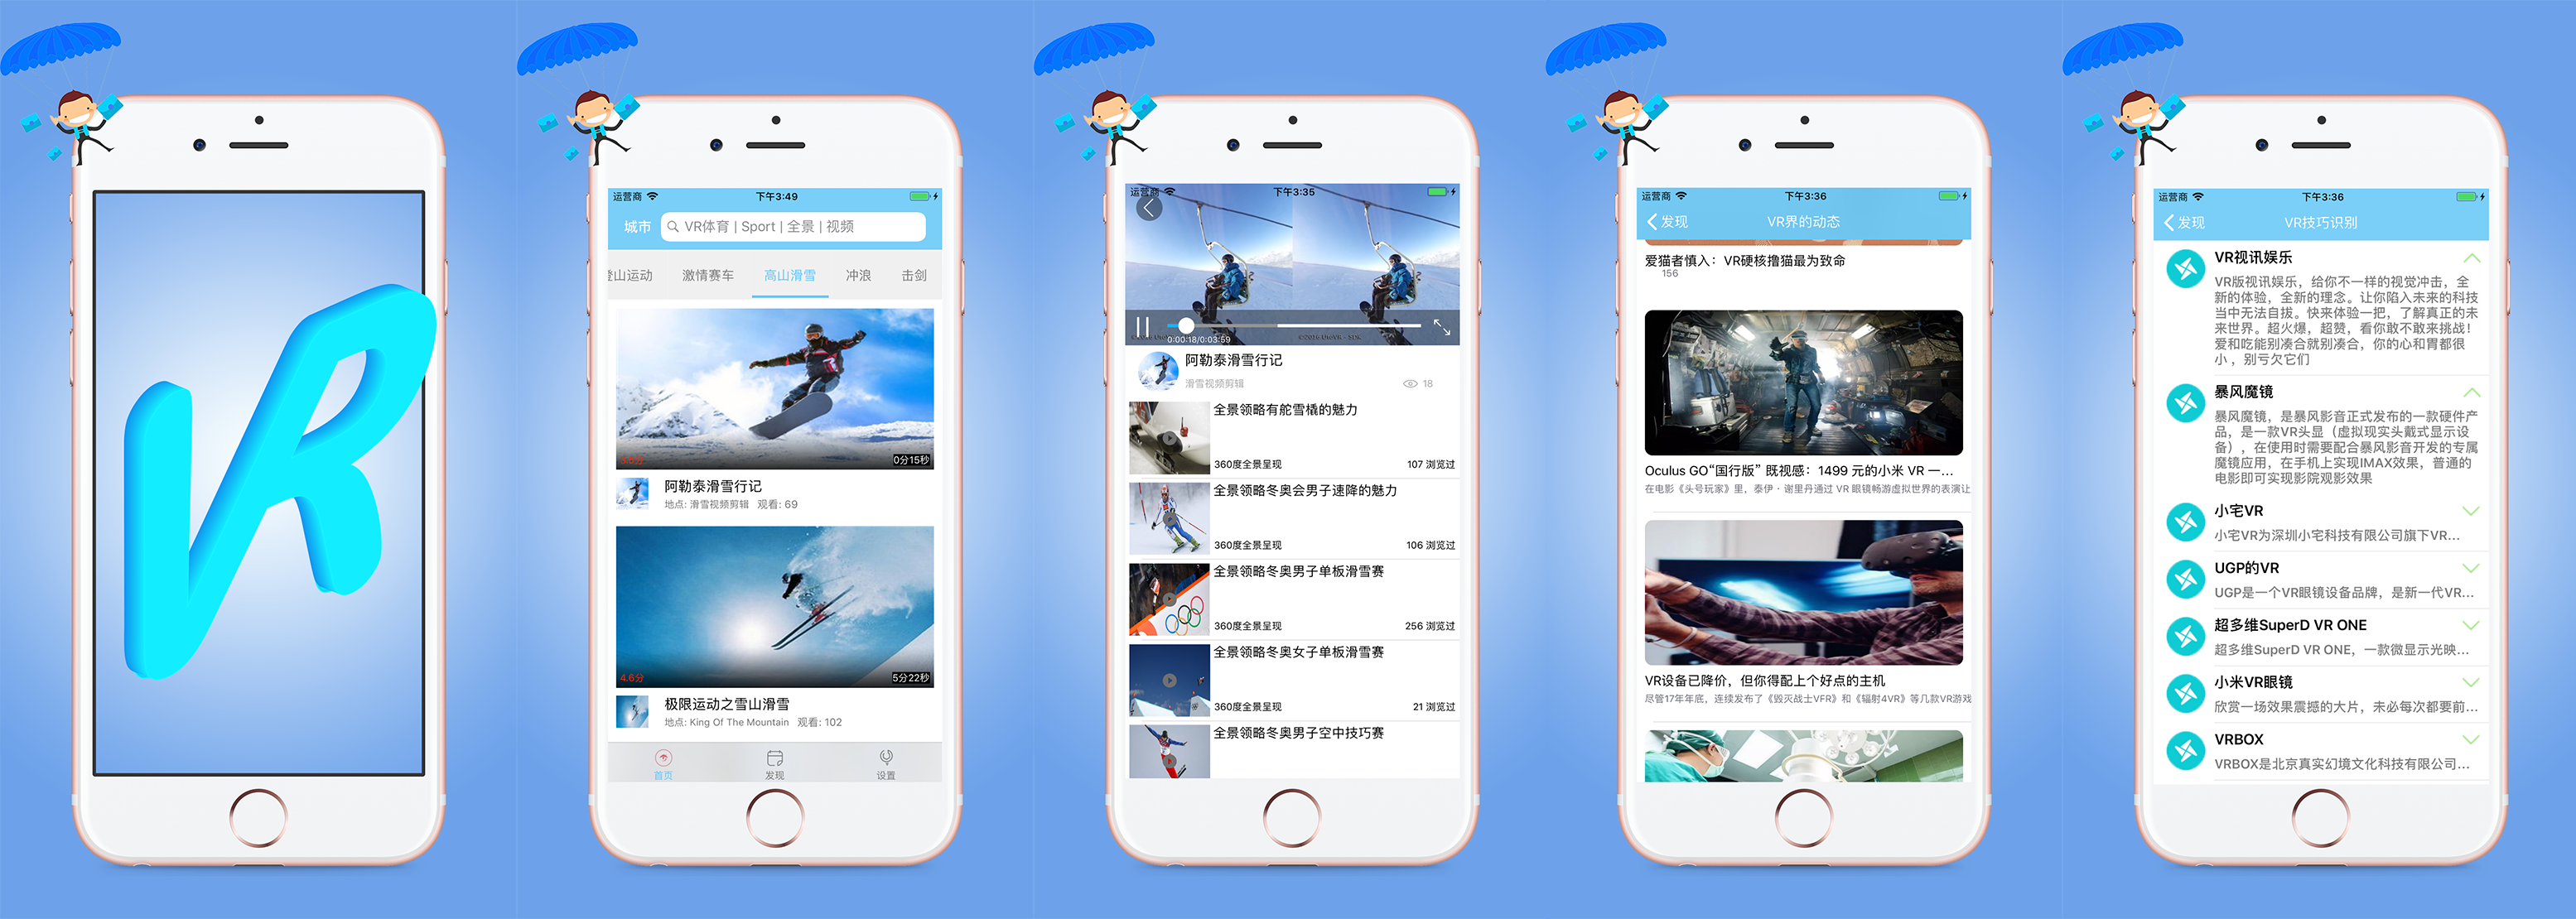 VR
运营商
下午3:49
城市
VR体育 | Sport | 全景 | 视频
登山运动 激情赛车 高山滑雪 冲浪 击剑
0分15秒
阿勒泰滑雪行记
地点: 滑雪视频剪辑 观看: 69
4.6分
5分22秒
极限运动之雪山滑雪
地点: King Of The Mountain 观看: 102
首页 发现 设置
运营商
下午3:35
0:00:18/0:03:59
阿勒泰滑雪行记
滑雪视频剪辑
18
全景领略有舵雪橇的魅力
360度全景呈现
107 浏览过
全景领略冬奥会男子速降的魅力
360度全景呈现
106 浏览过
全景领略冬奥男子单板滑雪赛
360度全景呈现
256 浏览过
全景领略冬奥女子单板滑雪赛
360度全景呈现
21 浏览过
全景领略冬奥男子空中技巧赛
运营商
下午3:36
发现
VR界的动态
爱猫者慎入：VR硬核撸猫最为致命
156
Oculus GO“国行版” 既视感：1499 元的小米 VR 一...
在电影《头号玩家》里，泰伊 · 谢里丹通过 VR 眼镜畅游虚拟世界的表演让
VR设备已降价，但你得配上个好点的主机
尽管17年年底，连续发布了《毁灭战士VFR》和《辐射4VR》等几款VR游戏
运营商
下午3:36
发现
VR技巧识别
VR视讯娱乐
VR版视讯娱乐，给你不一样的视觉冲击，全
新的体验，全新的理念。让你陷入未来的科技
当中无法自拔。快来体验一把，了解真正的未
来世界。超火爆，超赞，看你敢不敢来挑战！
爱和吃能别凑合就别凑合，你的心和胃都很
小 ，别亏欠它们
暴风魔镜
暴风魔镜，是暴风影音正式发布的一款硬件产
品，是一款VR头显（虚拟现实头戴式显示设
备），在使用时需要配合暴风影音开发的专属
魔镜应用，在手机上实现IMAX效果，普通的
电影即可实现影院观影效果
小宅VR
小宅VR为深圳小宅科技有限公司旗下VR...
UGP的VR
UGP是一个VR眼镜设备品牌，是新一代VR...
超多维SuperD VR ONE
超多维SuperD VR ONE，一款微显示光映...
小米VR眼镜
欣赏一场效果震撼的大片，未必每次都要前...
VRBOX
VRBOX是北京真实幻境文化科技有限公司...